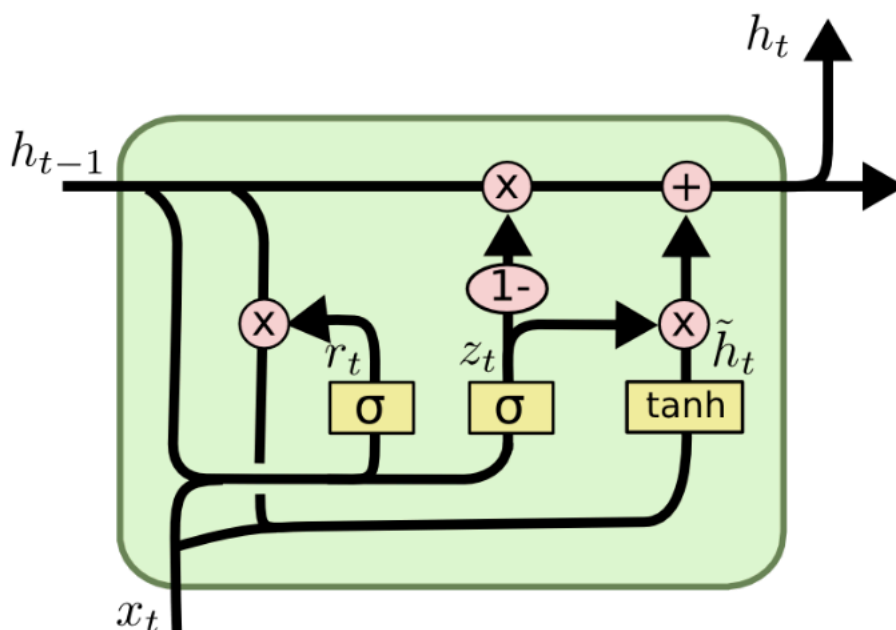 h_t
h_{t-1}
x
+
1-
x
r_t
z_t
x
h̃_t
σ
σ
tanh
x_t